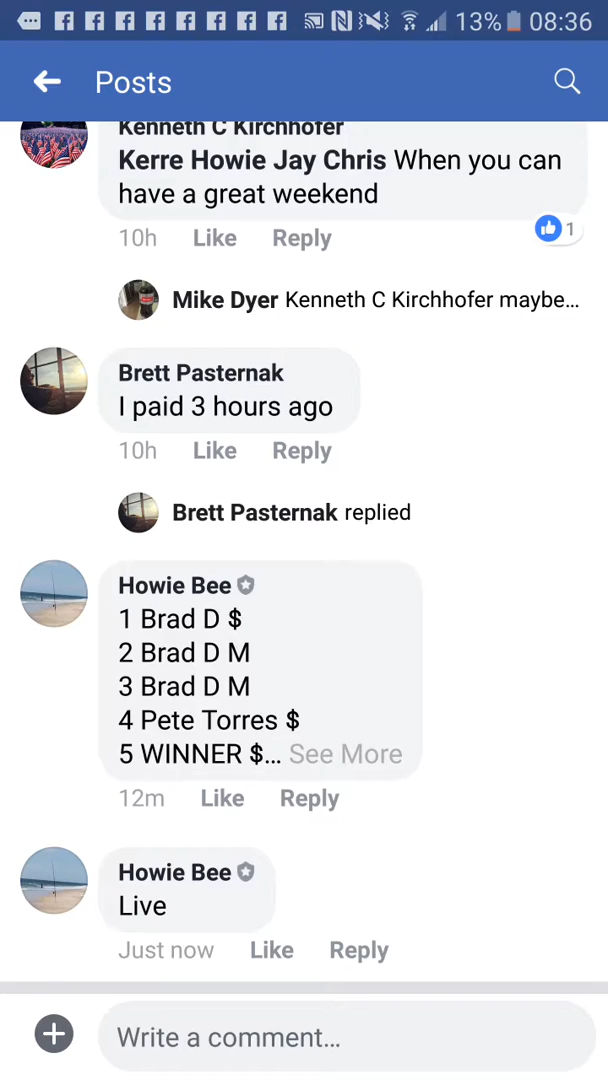 13% 08:36
Posts
Kenneth C Kirchhofer
Kerre Howie Jay Chris When you can
have a great weekend
10h Like Reply 1
Mike Dyer Kenneth C Kirchhofer maybe...
Brett Pasternak
I paid 3 hours ago
10h Like Reply
Brett Pasternak replied
Howie Bee
1 Brad D $
2 Brad D M
3 Brad D M
4 Pete Torres $
5 WINNER $... See More
12m Like Reply
Howie Bee
Live
Just now Like Reply
Write a comment...